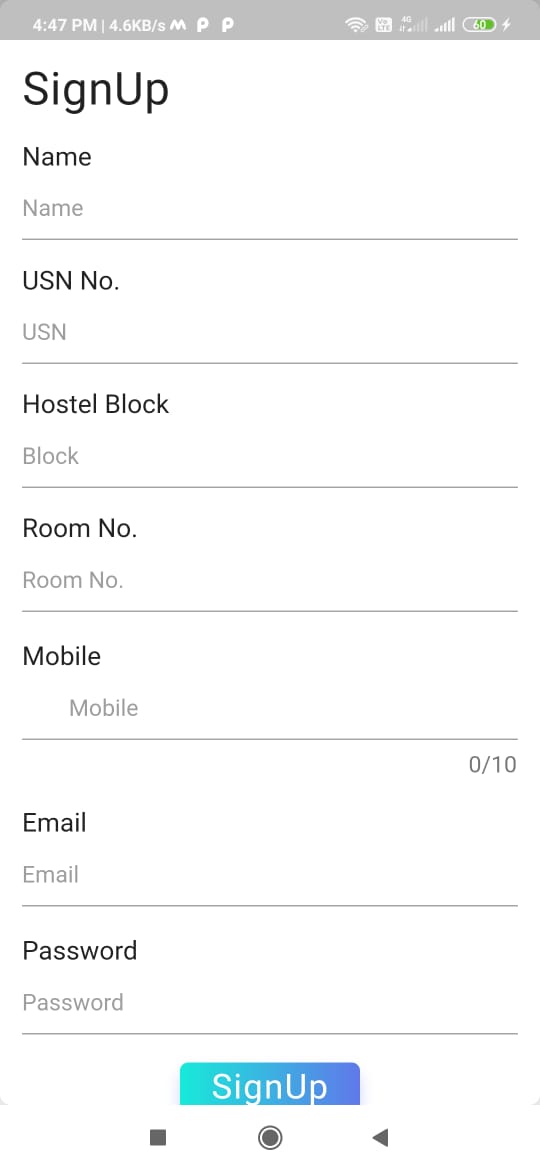 4:47 PM | 4.6KB/s
Vo LTE 4G 60
SignUp
Name
Name
USN No.
USN
Hostel Block
Block
Room No.
Room No.
Mobile
Mobile
0/10
Email
Email
Password
Password
SignUp